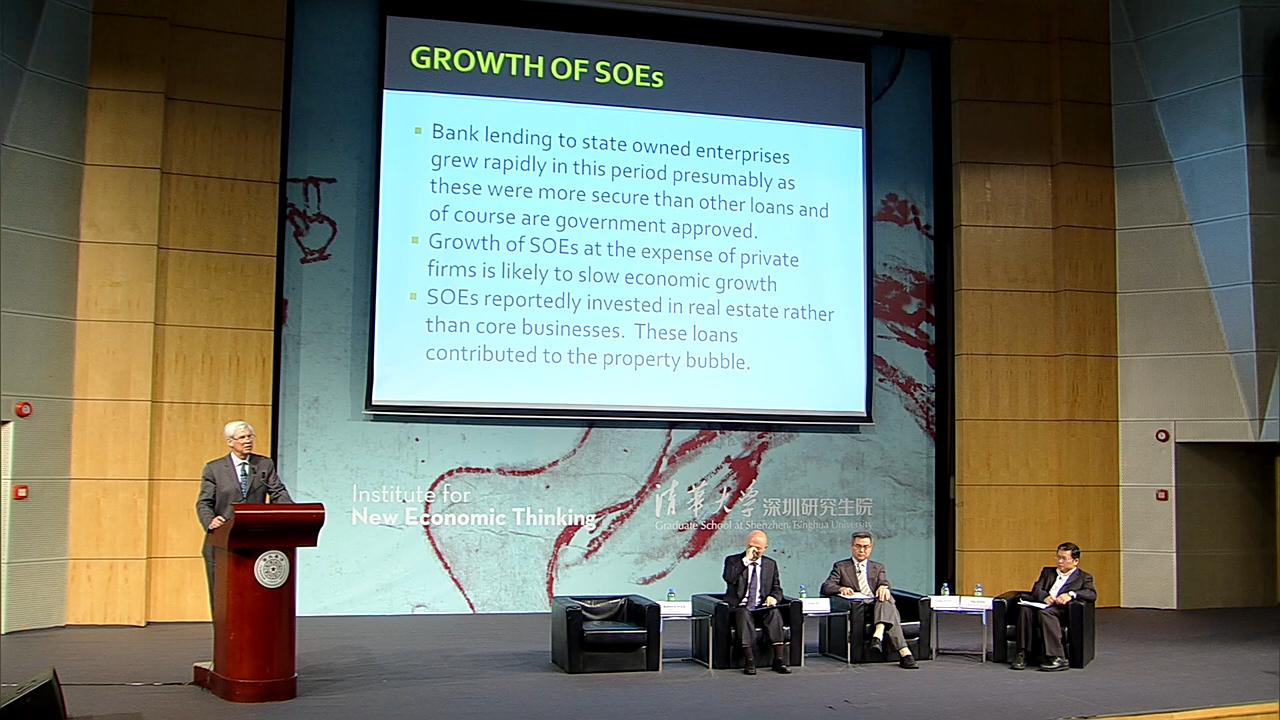 GROWTH OF SOEs
Bank lending to state owned enterprises
grew rapidly in this period presumably as
these were more secure than other loans and
of course are government approved.
Growth of SOEs at the expense of private
firms is likely to slow economic growth
SOEs reportedly invested in real estate rather
than core businesses. These loans
contributed to the property bubble.
Institute for
New Economic Thinking
清华大学 深圳研究生院
Graduate School at Shenzhen, Tsinghua University